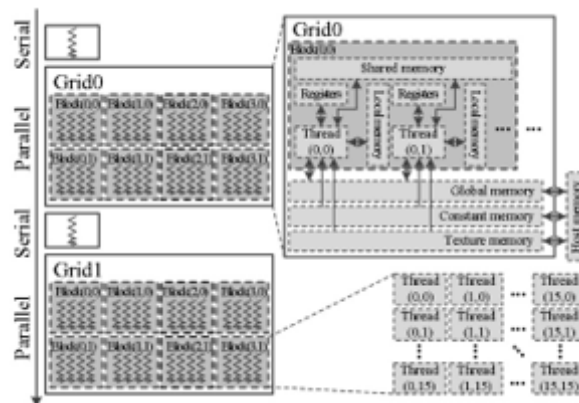 Serial
Grid0
Parallel
Block(0,0) Block(1,0) Block(2,0) Block(3,0)
Block(0,1) Block(1,1) Block(2,1) Block(3,1)
Serial
Grid1
Parallel
Block(0,0) Block(1,0) Block(2,0) Block(3,0)
Block(0,1) Block(1,1) Block(2,1) Block(3,1)
Grid0
Block(0,0)
Shared memory
Registers
Registers
Local memory
Local memory
Thread
(0,0)
Thread
(0,1)
... ...
Global memory
Constant memory
Texture memory
Host memory
Thread Thread Thread
(0,0) (1,0) ... (15,0)
Thread Thread Thread
(0,1) (1,1) ... (15,1)
Thread Thread Thread
(0,15) (1,15) ... (15,15)